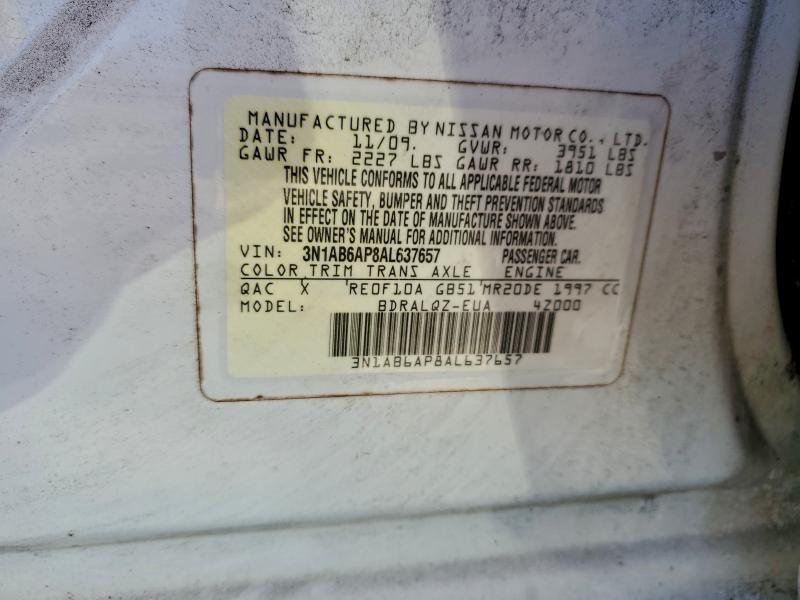 MANUFACTURED BY NISSAN MOTOR CO., LTD.
DATE: 11/09. GVWR: 3951 LBS
GAWR FR: 2227 LBS GAWR RR: 1810 LBS
THIS VEHICLE CONFORMS TO ALL APPLICABLE FEDERAL MOTOR
VEHICLE SAFETY, BUMPER AND THEFT PREVENTION STANDARDS
IN EFFECT ON THE DATE OF MANUFACTURE SHOWN ABOVE.
SEE OWNER'S MANUAL FOR ADDITIONAL INFORMATION.
VIN: 3N1AB6AP8AL637657 PASSENGER CAR.
COLOR TRIM TRANS AXLE ENGINE
QAC X 'RE0F10A GB51'MR20DE 1997 CC
MODEL: BDRALQZ-EUA 4Z000
3N1AB6AP8AL637657